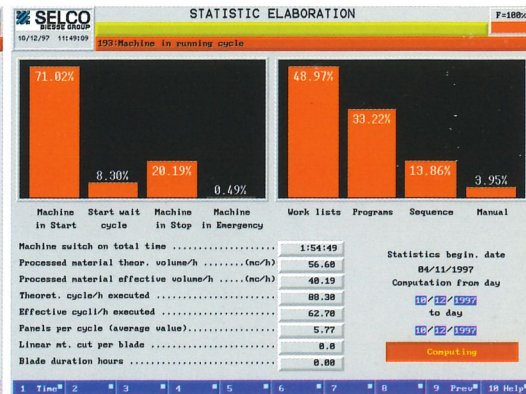 SELCO
BIESSE GROUP
STATISTIC ELABORATION
F=100%
10/12/97 11:49:09
193:Machine in running cycle
71.02%
8.30%
20.19%
0.49%
48.97%
33.22%
13.86%
3.95%
Machine in Start
Start wait cycle
Machine in Stop
Machine in Emergency
Work lists
Programs
Sequence
Manual
Machine switch on total time .................... 1:54:49
Processed material theor. volume/h ......(mc/h) 56.60
Processed material effective volume/h .....(mc/h) 40.19
Theoret. cycle/h executed ...................... 88.30
Effective cycli/h executed ..................... 62.70
Panels per cycle (average value)................ 5.77
Linear mt. cut per blade ....................... 0.0
Blade duration hours ........................... 0.00
Statistics begin. date
04/11/1997
Computation from day
10/12/1997
to day
10/12/1997
Computing
1 Time 2 3 4 5 6 7 8 9 Prev 10 Help